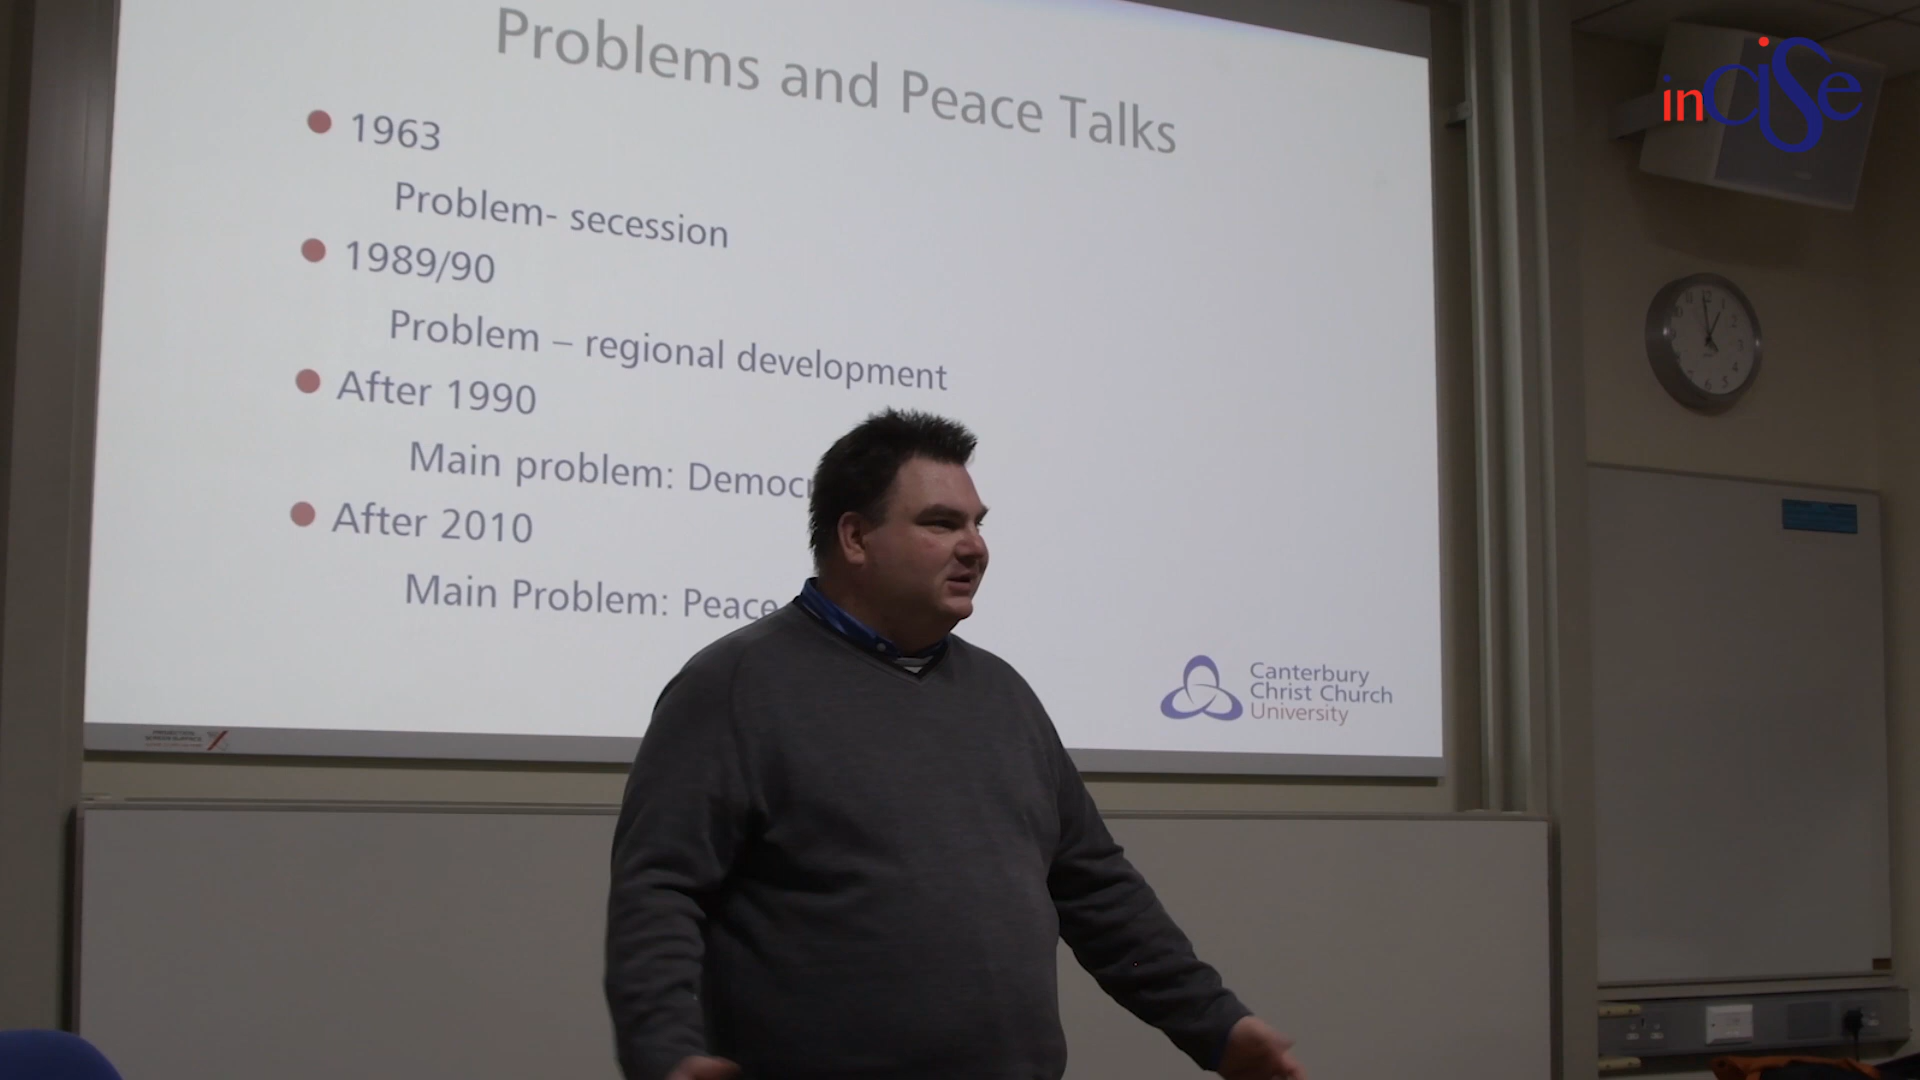 Problems and Peace Talks
inCISe
1963
Problem- secession
1989/90
Problem – regional development
After 1990
Main problem: Democr
After 2010
Main Problem: Peace
Canterbury
Christ Church
University